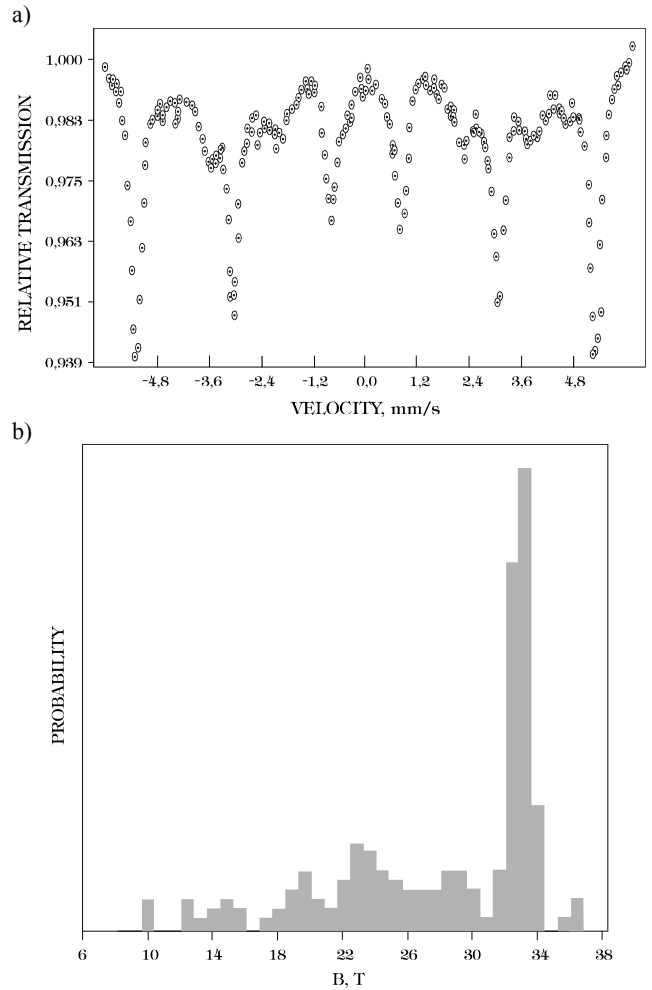 a)
1,000
0,988
0,975
0,963
0,951
0,939
RELATIVE TRANSMISSION
-4,8 -3,6 -2,4 -1,2 0,0 1,2 2,4 3,6 4,8
VELOCITY, mm/s
b)
PROBABILITY
6 10 14 18 22 26 30 34 38
B, T